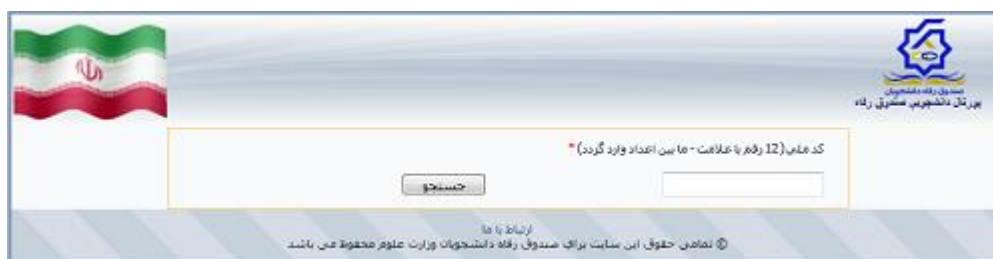 صندوق رفاه دانشجویان
پورتال دانشجویی صندوق رفاه
کد ملی(12 رقم با علامت - ما بین اعداد وارد گردد) *
جستجو
ارتباط با ما
© تمامی حقوق این سایت برای صندوق رفاه دانشجویان وزارت علوم محفوظ می باشد